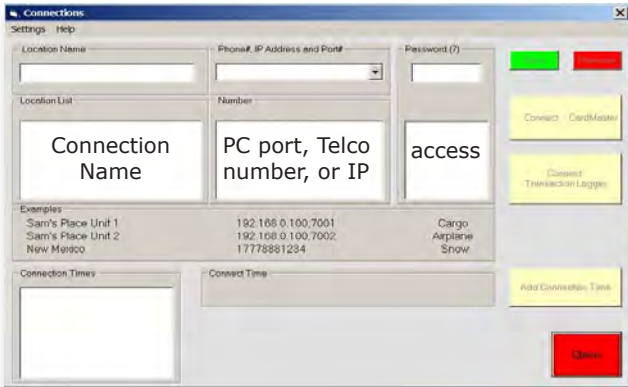 Connections
Settings Help
Location Name
Phone#, IP Address and Port#
Password (7)
Location List
Number
Connection
Name
PC port, Telco
number, or IP
access
Connect - CardMaster
Connect
Transaction Logger
Examples
Sam's Place Unit 1 192.168.0.100,7001 Cargo
Sam's Place Unit 2 192.168.0.100,7002 Airplane
New Mexico 17778881234 Snow
Connection Times
Connect Time
Add Connection Time